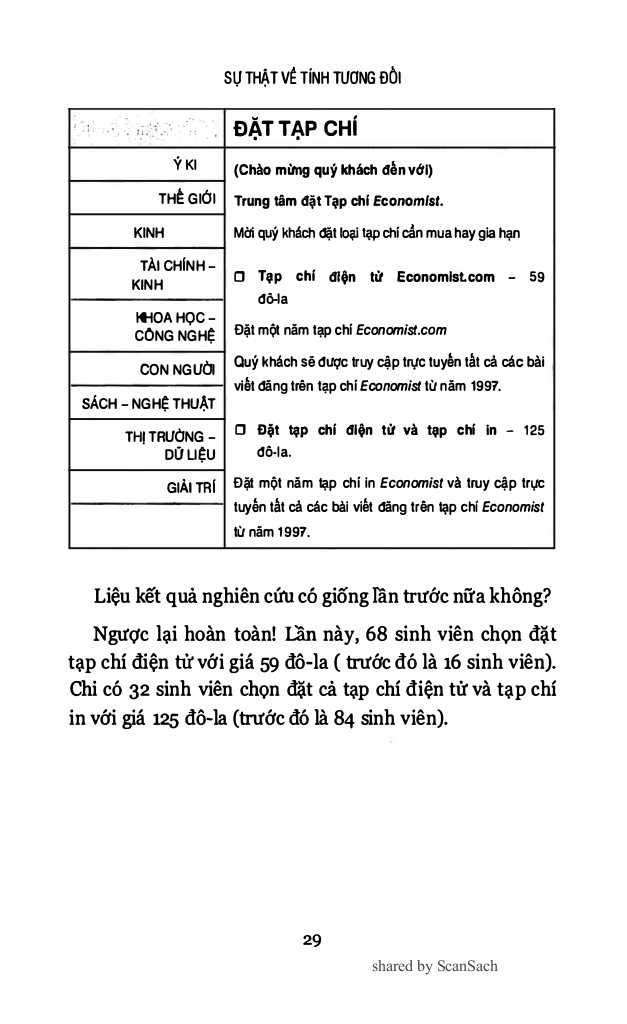 SỰ THẬT VỀ TÍNH TƯƠNG ĐỐI
ĐẶT TẠP CHÍ
Ý KI
THẾ GIỚI
KINH
TÀI CHÍNH –
KINH
KHOA HỌC –
CÔNG NGHỆ
CON NGƯỜI
SÁCH – NGHỆ THUẬT
THỊ TRƯỜNG –
DỮ LIỆU
GIẢI TRÍ
(Chào mừng quý khách đến với)
Trung tâm đặt Tạp chí Economist.
Mời quý khách đặt loại tạp chí cần mua hay gia hạn
☐ Tạp chí điện tử Economist.com – 59
đô-la
Đặt một năm tạp chí Economist.com
Quý khách sẽ được truy cập trực tuyến tất cả các bài
viết đăng trên tạp chí Economist từ năm 1997.
☐ Đặt tạp chí điện tử và tạp chí in – 125
đô-la.
Đặt một năm tạp chí in Economist và truy cập trực
tuyến tất cả các bài viết đăng trên tạp chí Economist
từ năm 1997.
Liệu kết quả nghiên cứu có giống lần trước nữa không?
Ngược lại hoàn toàn! Lần này, 68 sinh viên chọn đặt
tạp chí điện tử với giá 59 đô-la ( trước đó là 16 sinh viên).
Chỉ có 32 sinh viên chọn đặt cả tạp chí điện tử và tạp chí
in với giá 125 đô-la (trước đó là 84 sinh viên).
29
shared by ScanSach